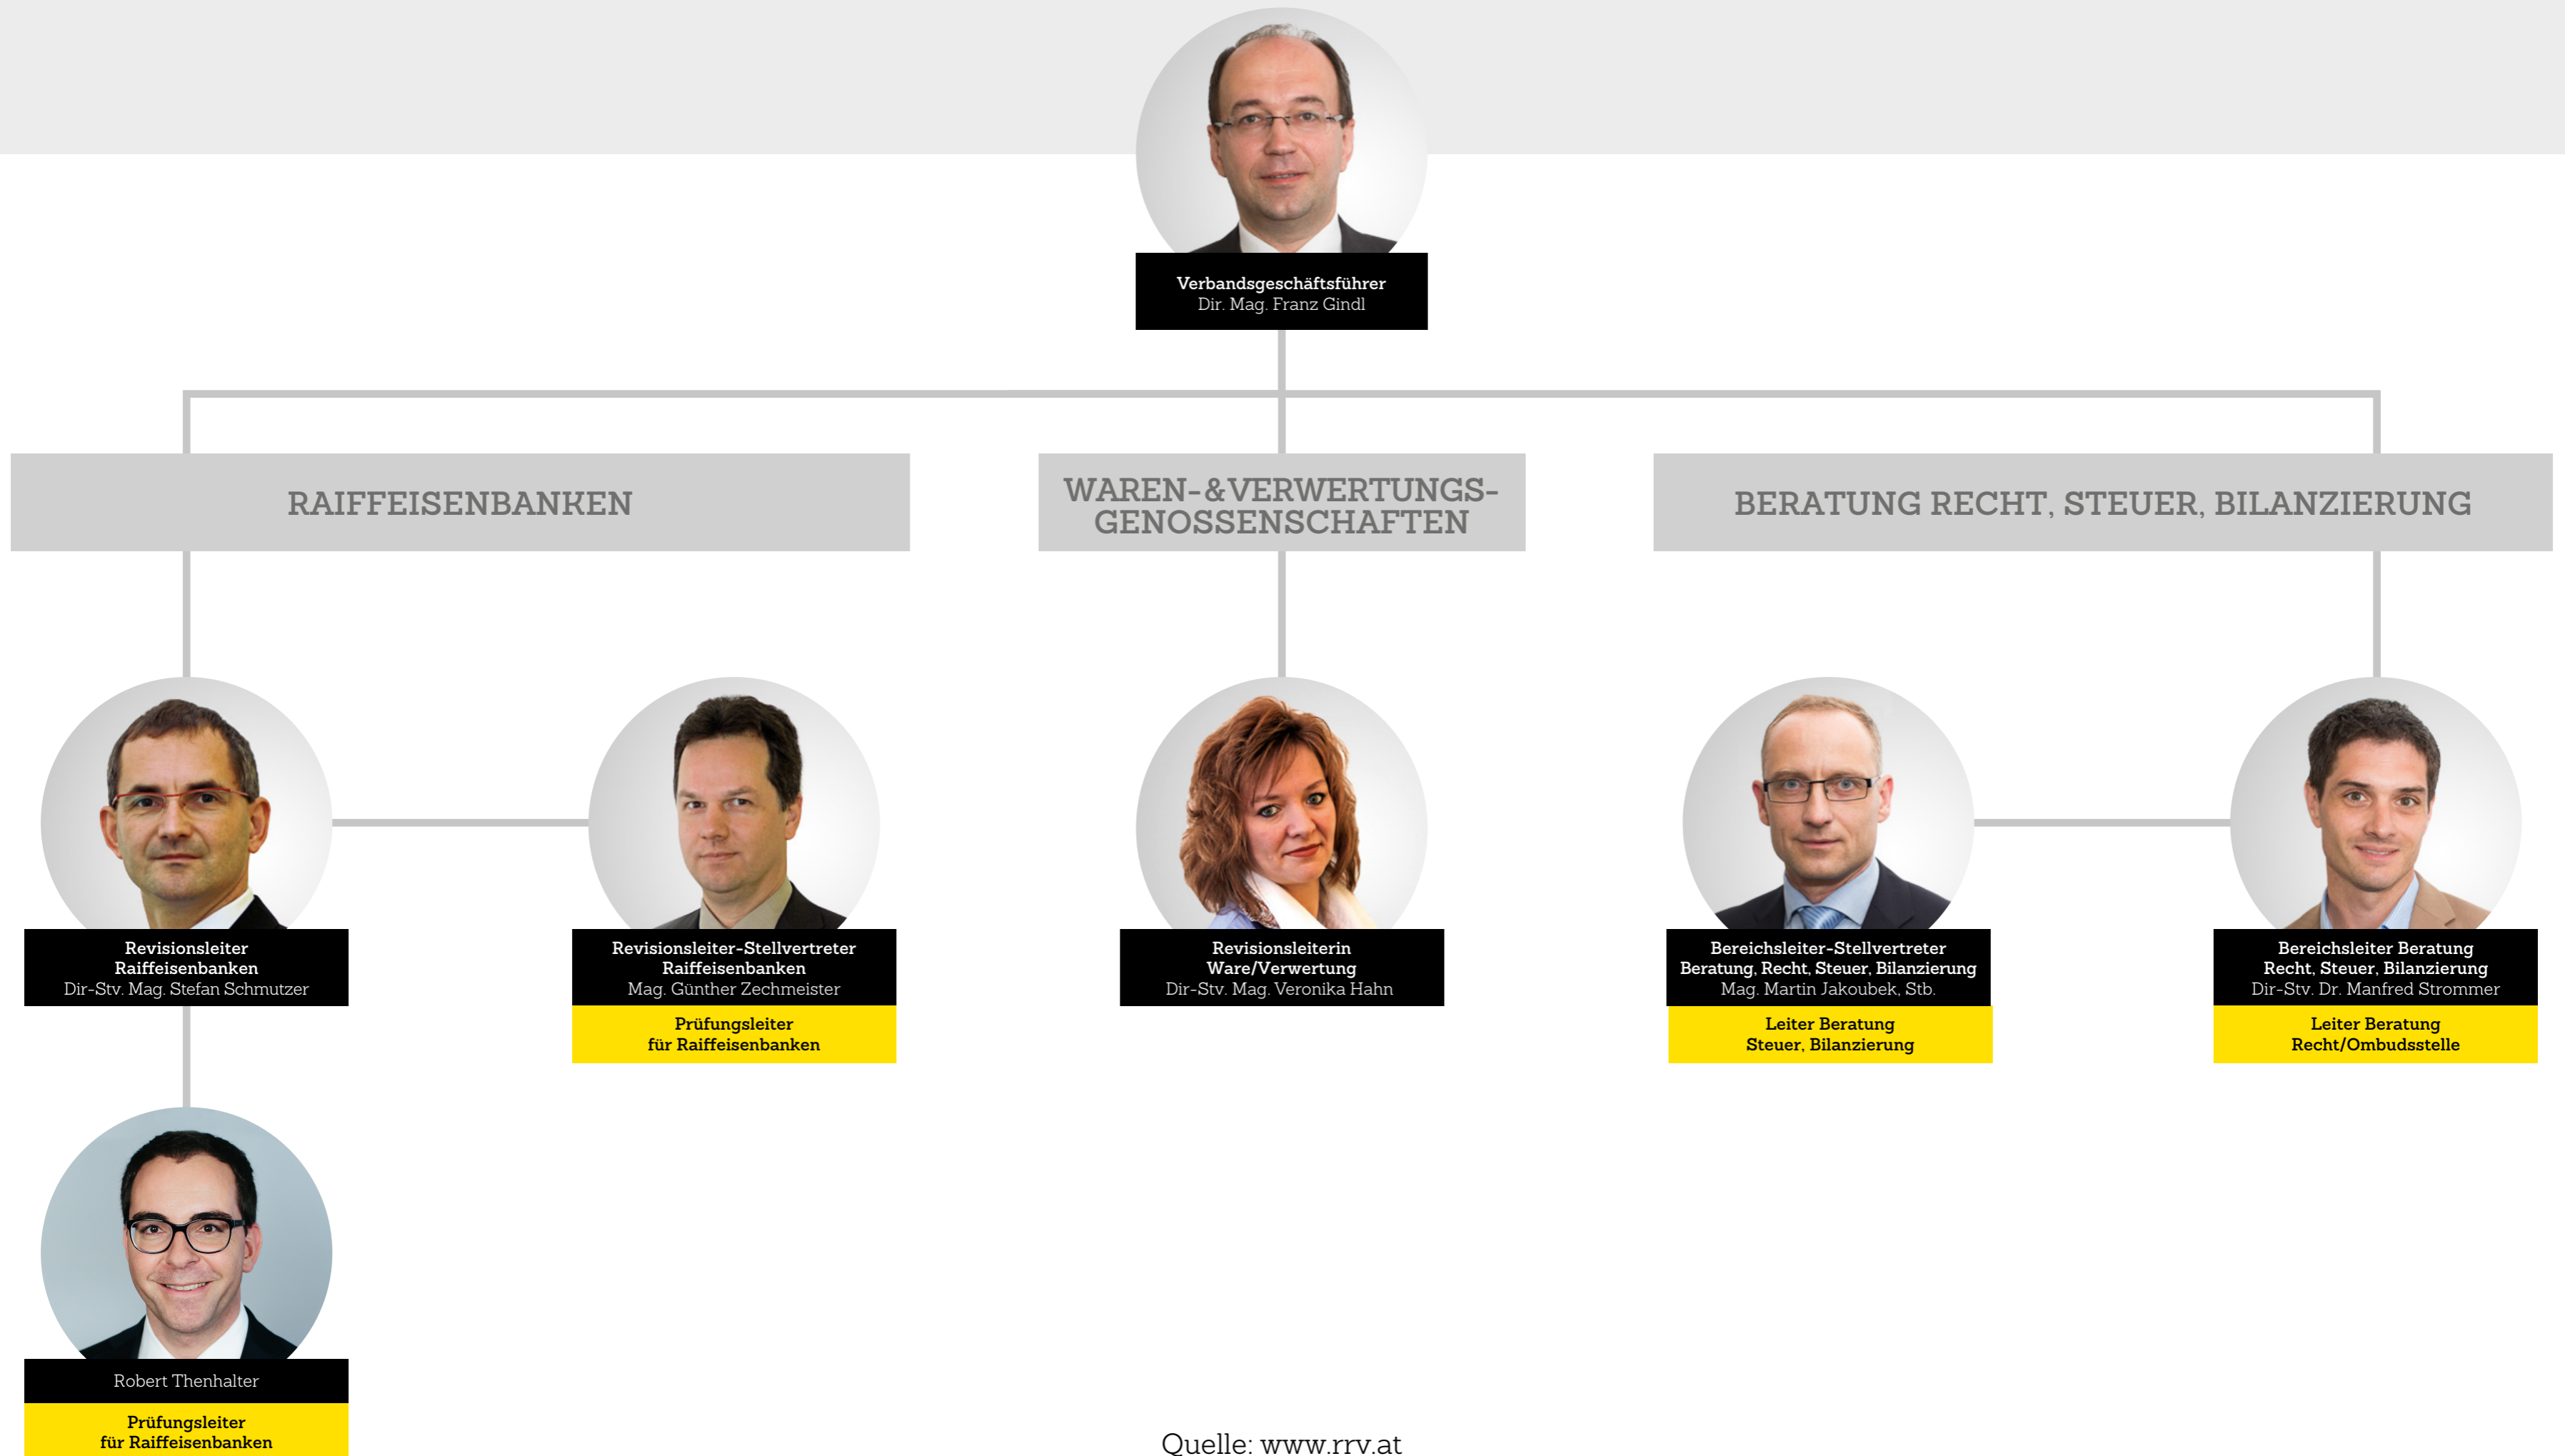 Verbandsgeschäftsführer
Dir. Mag. Franz Gindl
RAIFFEISENBANKEN
WAREN-&VERWERTUNGS-
GENOSSENSCHAFTEN
BERATUNG RECHT, STEUER, BILANZIERUNG
Revisionsleiter
Raiffeisenbanken
Dir-Stv. Mag. Stefan Schmutzer
Revisionsleiter-Stellvertreter
Raiffeisenbanken
Mag. Günther Zechmeister
Prüfungsleiter
für Raiffeisenbanken
Revisionsleiterin
Ware/Verwertung
Dir-Stv. Mag. Veronika Hahn
Bereichsleiter-Stellvertreter
Beratung, Recht, Steuer, Bilanzierung
Mag. Martin Jakoubek, Stb.
Leiter Beratung
Steuer, Bilanzierung
Bereichsleiter Beratung
Recht, Steuer, Bilanzierung
Dir-Stv. Dr. Manfred Strommer
Leiter Beratung
Recht/Ombudsstelle
Robert Thenhalter
Prüfungsleiter
für Raiffeisenbanken
Quelle: www.rrv.at